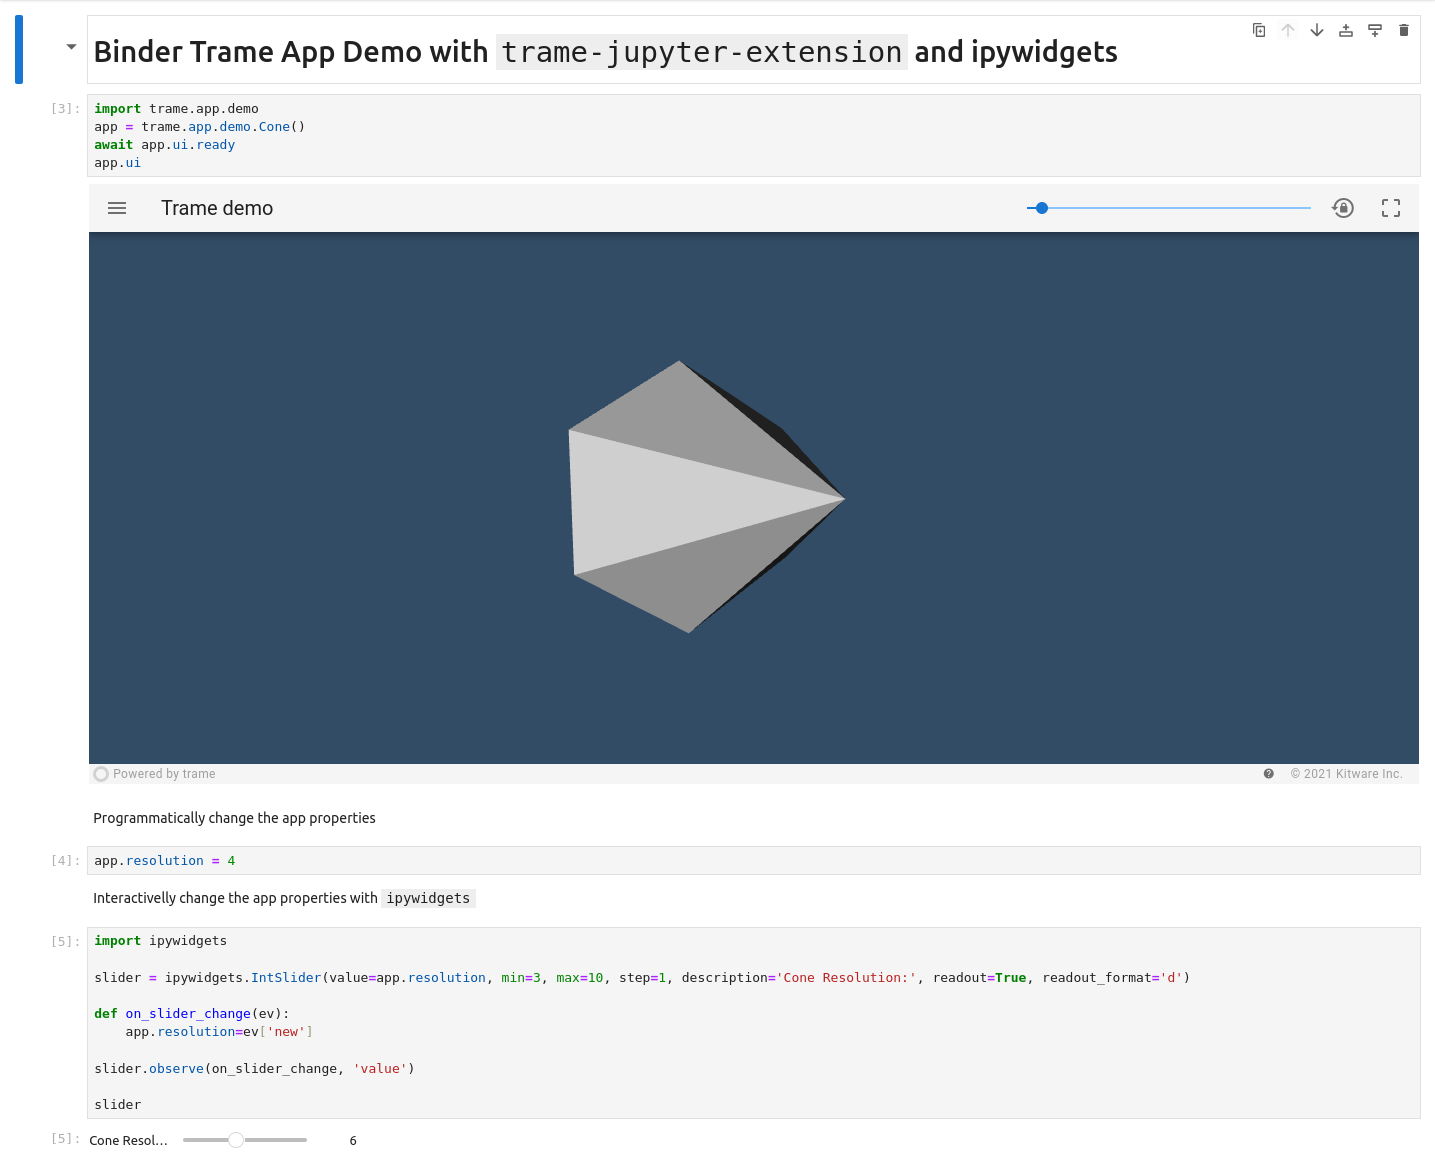 Binder Trame App Demo with trame-jupyter-extension and ipywidgets
[3]:
import trame.app.demo
app = trame.app.demo.Cone()
await app.ui.ready
app.ui
Trame demo
Powered by trame
© 2021 Kitware Inc.
Programmatically change the app properties
[4]:
app.resolution = 4
Interactivelly change the app properties with ipywidgets
[5]:
import ipywidgets
slider = ipywidgets.IntSlider(value=app.resolution, min=3, max=10, step=1, description='Cone Resolution:', readout=True, readout_format='d')
def on_slider_change(ev):
    app.resolution=ev['new']
slider.observe(on_slider_change, 'value')
slider
[5]:
Cone Resol… 6